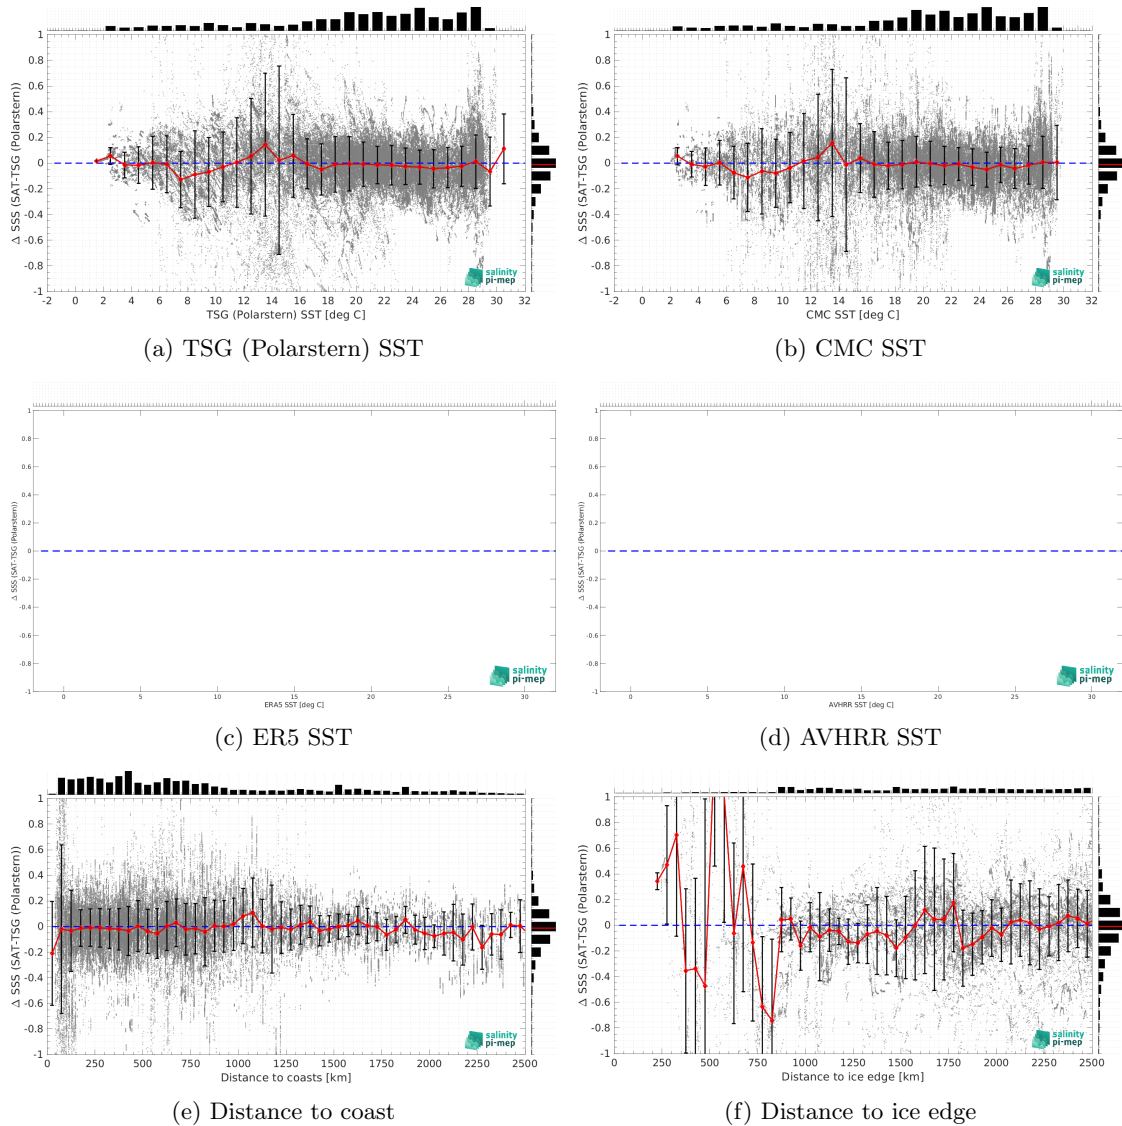 1
0.8
0.6
0.4
0.2
0
-0.2
-0.4
-0.6
-0.8
-1
Δ SSS (SAT-TSG (Polarstern))
-2 0 2 4 6 8 10 12 14 16 18 20 22 24 26 28 30 32
TSG (Polarstern) SST [deg C]
salinity
pi-mep
(a) TSG (Polarstern) SST
1
0.8
0.6
0.4
0.2
0
-0.2
-0.4
-0.6
-0.8
-1
Δ SSS (SAT-TSG (Polarstern))
-2 0 2 4 6 8 10 12 14 16 18 20 22 24 26 28 30 32
CMC SST [deg C]
salinity
pi-mep
(b) CMC SST
1
0.8
0.6
0.4
0.2
0
-0.2
-0.4
-0.6
-0.8
-1
Δ SSS (SAT-TSG (Polarstern))
0 5 10 15 20 25 30
ERA5 SST [deg C]
salinity
pi-mep
(c) ER5 SST
1
0.8
0.6
0.4
0.2
0
-0.2
-0.4
-0.6
-0.8
-1
Δ SSS (SAT-TSG (Polarstern))
0 5 10 15 20 25 30
AVHRR SST [deg C]
salinity
pi-mep
(d) AVHRR SST
1
0.8
0.6
0.4
0.2
0
-0.2
-0.4
-0.6
-0.8
-1
Δ SSS (SAT-TSG (Polarstern))
0 250 500 750 1000 1250 1500 1750 2000 2250 2500
Distance to coasts [km]
salinity
pi-mep
(e) Distance to coast
1
0.8
0.6
0.4
0.2
0
-0.2
-0.4
-0.6
-0.8
-1
Δ SSS (SAT-TSG (Polarstern))
0 250 500 750 1000 1250 1500 1750 2000 2250 2500
Distance to ice edge [km]
salinity
pi-mep
(f) Distance to ice edge